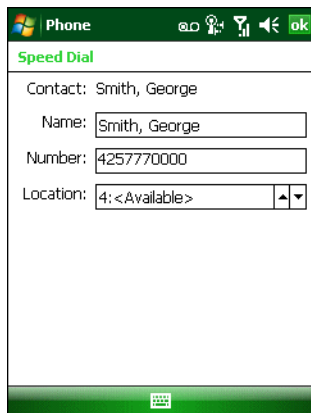 Phone
ok
Speed Dial
Contact: Smith, George
Name: Smith, George
Number: 4257770000
Location: 4:<Available>